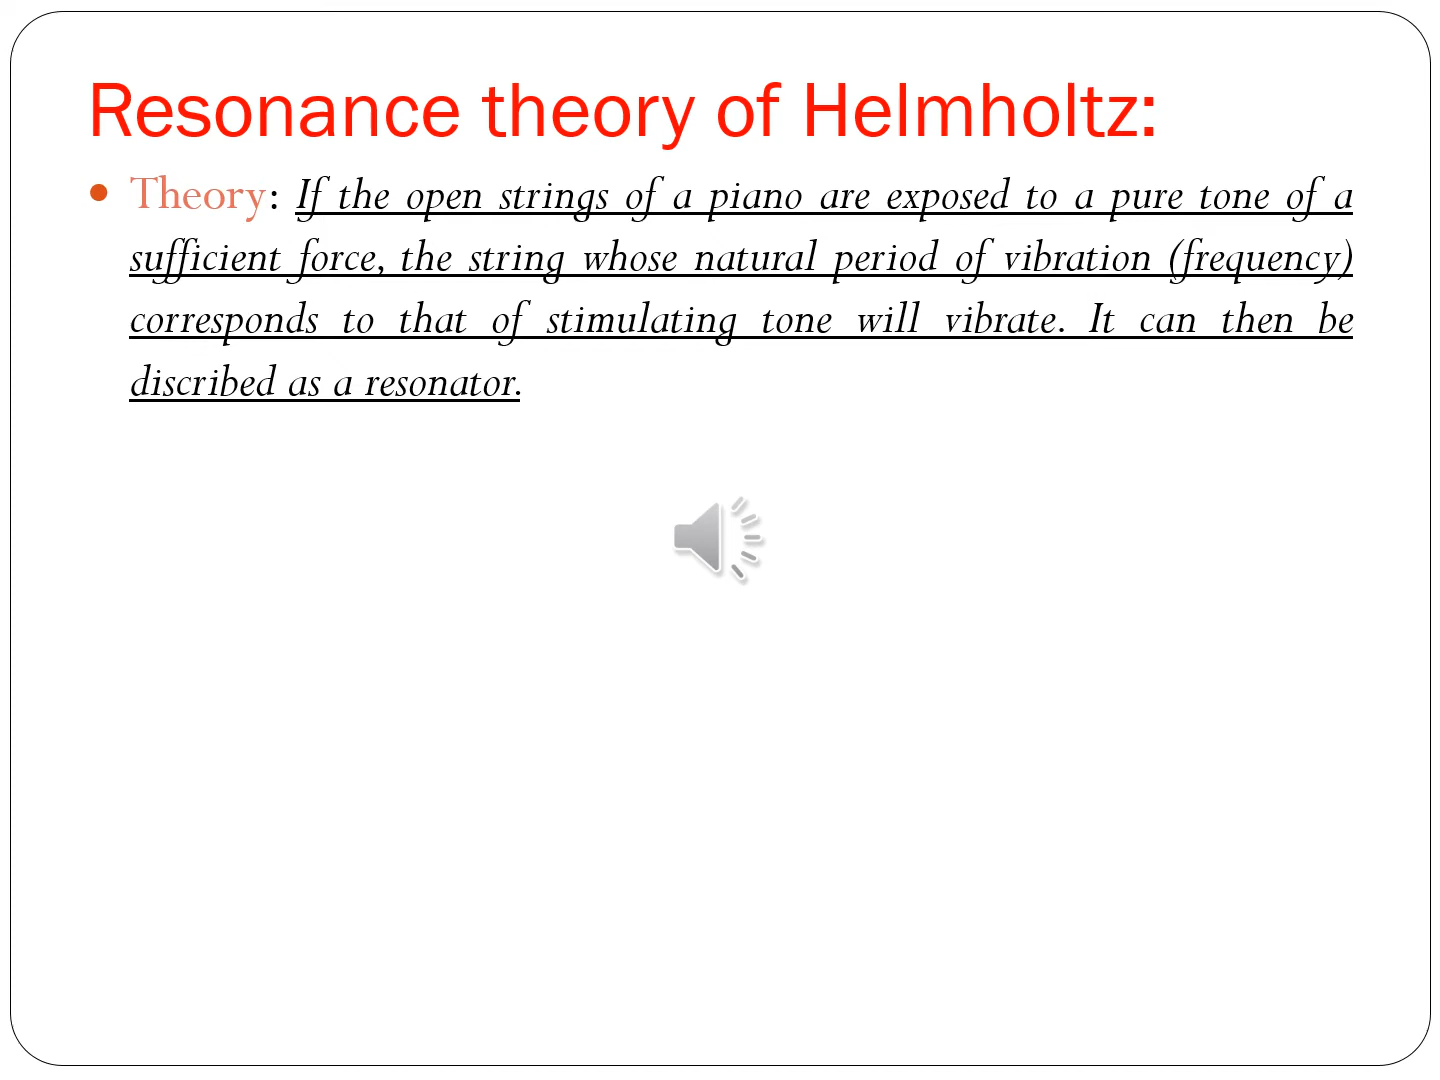 Resonance theory of Helmholtz:
Theory: If the open strings of a piano are exposed to a pure tone of a
sufficient force, the string whose natural period of vibration (frequency)
corresponds to that of stimulating tone will vibrate. It can then be
discribed as a resonator.